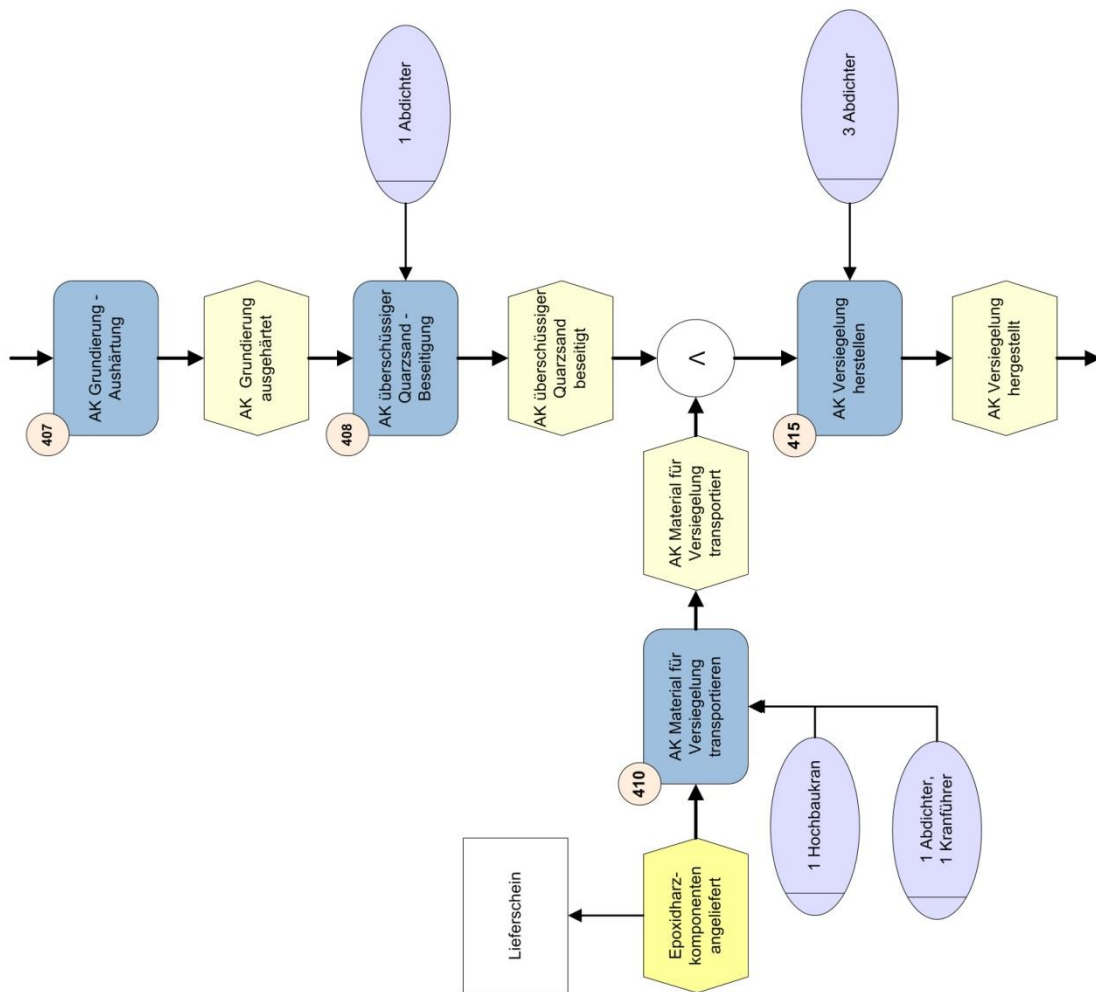 407
AK Grundierung -
Aushärtung
AK Grundierung
ausgehärtet
408
AK überschüssiger
Quarzsand -
Beseitigung
1 Abdichter
AK überschüssiger
Quarzsand
beseitigt
V
Lieferschein
Epoxidharz-
komponenten
angeliefert
410
AK Material für
Versiegelung
transportieren
1 Hochbaukran
1 Abdichter,
1 Kranführer
AK Material für
Versiegelung
transportiert
415
AK Versiegelung
herstellen
3 Abdichter
AK Versiegelung
hergestellt